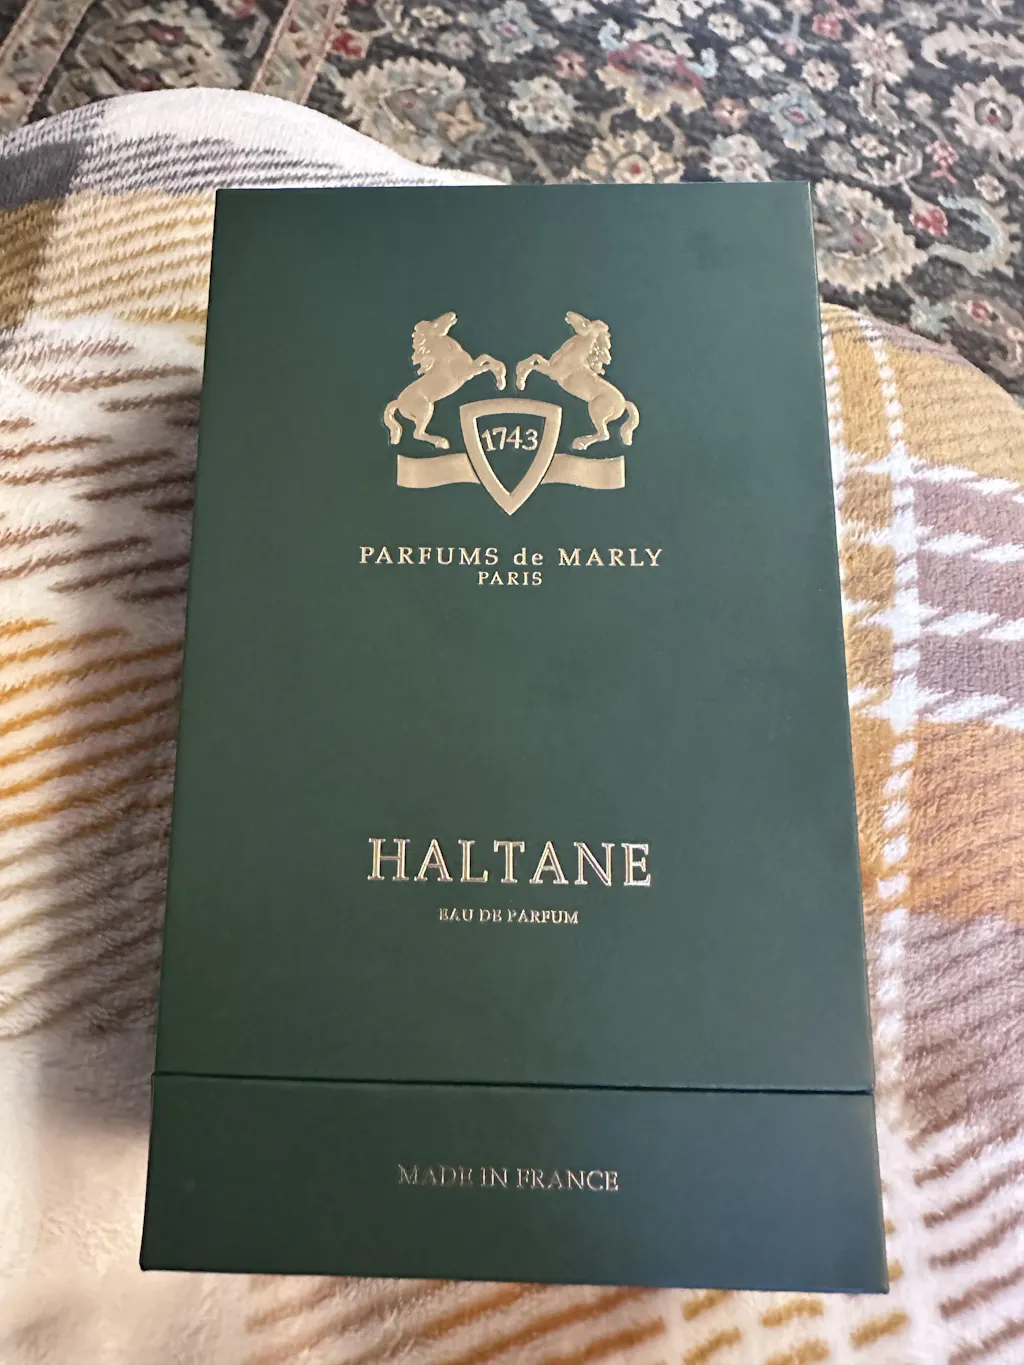 1743
PARFUMS de MARLY
PARIS
HALTANE
EAU DE PARFUM
MADE IN FRANCE